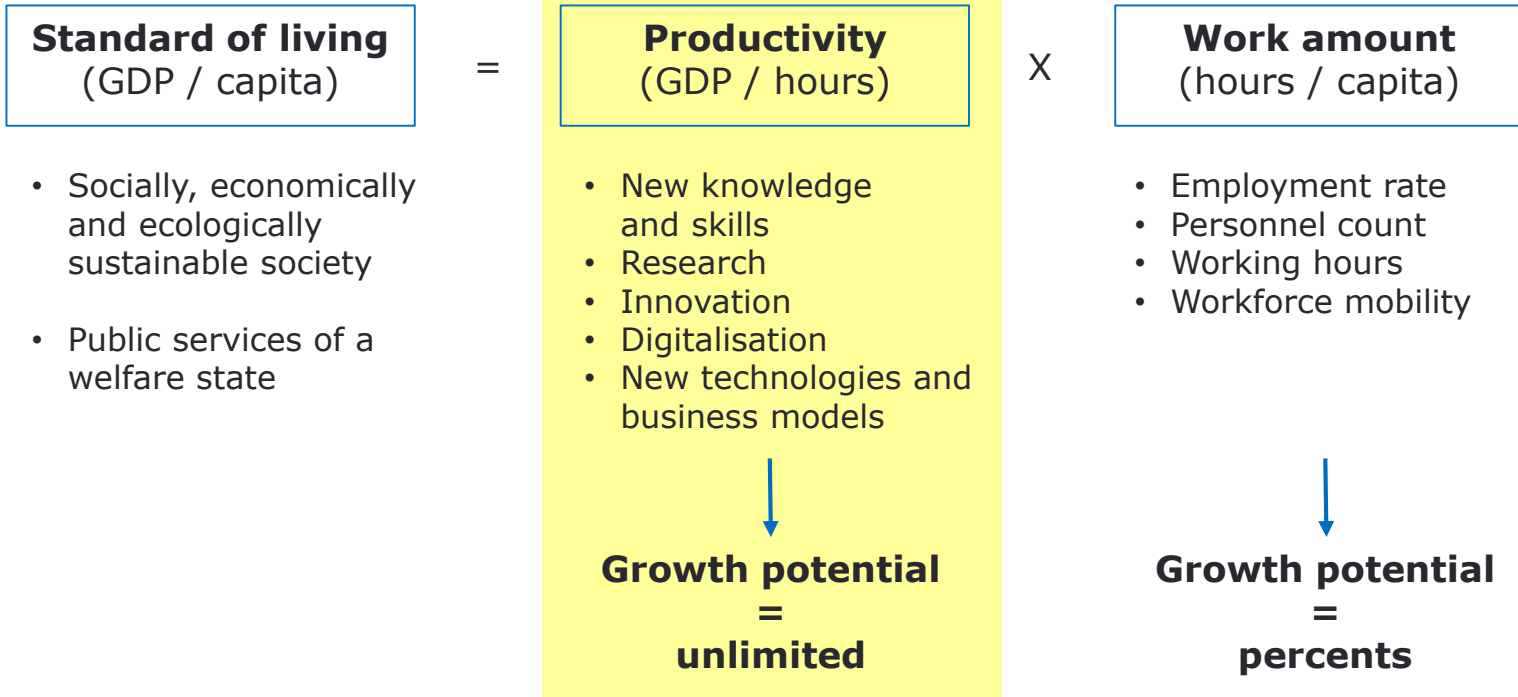 Standard of living
(GDP / capita)
=
Productivity
(GDP / hours)
X
Work amount
(hours / capita)
• Socially, economically
and ecologically
sustainable society
• Public services of a
welfare state
• New knowledge
and skills
• Research
• Innovation
• Digitalisation
• New technologies and
business models
Growth potential
=
unlimited
• Employment rate
• Personnel count
• Working hours
• Workforce mobility
Growth potential
=
percents